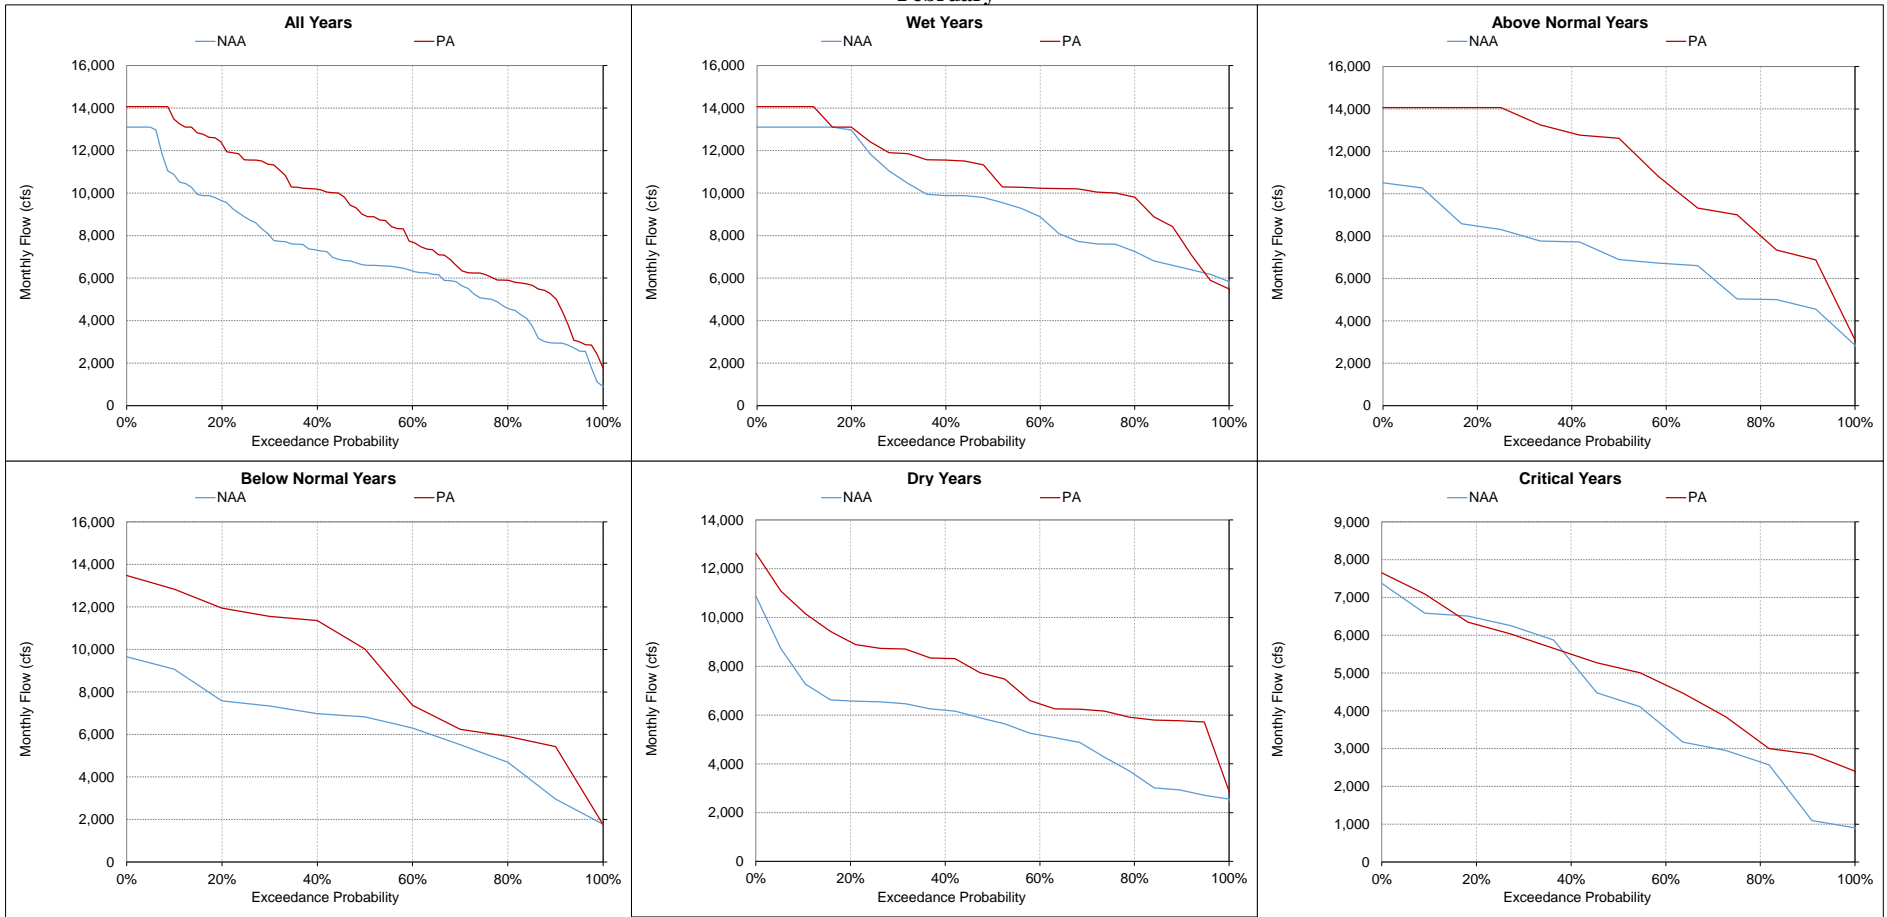 February
All Years
NAA PA
16,000
14,000
12,000
10,000
8,000
6,000
4,000
2,000
0
Monthly Flow (cfs)
0% 20% 40% 60% 80% 100%
Exceedance Probability
Wet Years
NAA PA
16,000
14,000
12,000
10,000
8,000
6,000
4,000
2,000
0
Monthly Flow (cfs)
0% 20% 40% 60% 80% 100%
Exceedance Probability
Above Normal Years
NAA PA
16,000
14,000
12,000
10,000
8,000
6,000
4,000
2,000
0
Monthly Flow (cfs)
0% 20% 40% 60% 80% 100%
Exceedance Probability
Below Normal Years
NAA PA
16,000
14,000
12,000
10,000
8,000
6,000
4,000
2,000
0
Monthly Flow (cfs)
0% 20% 40% 60% 80% 100%
Exceedance Probability
Dry Years
NAA PA
14,000
12,000
10,000
8,000
6,000
4,000
2,000
0
Monthly Flow (cfs)
0% 20% 40% 60% 80% 100%
Exceedance Probability
Critical Years
NAA PA
9,000
8,000
7,000
6,000
5,000
4,000
3,000
2,000
1,000
0
Monthly Flow (cfs)
0% 20% 40% 60% 80% 100%
Exceedance Probability